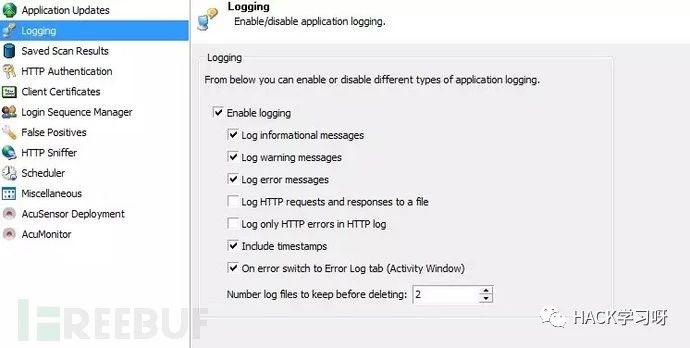 Application Updates
Logging
Saved Scan Results
HTTP Authentication
Client Certificates
Login Sequence Manager
False Positives
HTTP Sniffer
Scheduler
Miscellaneous
AcuSensor Deployment
AcuMonitor
Logging
Enable/disable application logging.
Logging
From below you can enable or disable different types of application logging.
Enable logging
Log informational messages
Log warning messages
Log error messages
Log HTTP requests and responses to a file
Log only HTTP errors in HTTP log
Include timestamps
On error switch to Error Log tab (Activity Window)
Number log files to keep before deleting: 2
FREEBUF
HACK学习呀